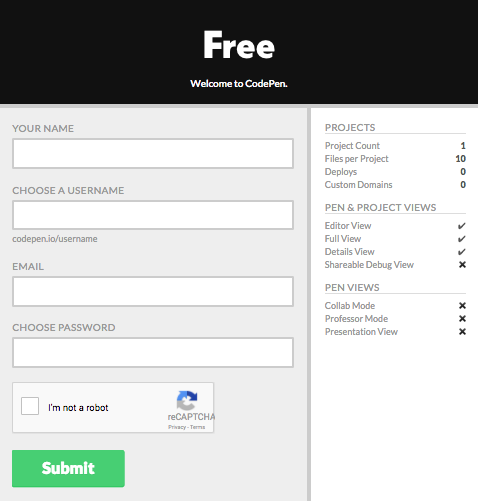 Free
Welcome to CodePen.
YOUR NAME
CHOOSE A USERNAME
codepen.io/username
EMAIL
CHOOSE PASSWORD
I'm not a robot
reCAPTCHA
Privacy - Terms
Submit
PROJECTS
Project Count 1
Files per Project 10
Deploys 0
Custom Domains 0
PEN & PROJECT VIEWS
Editor View ✔
Full View ✔
Details View ✔
Shareable Debug View ✖
PEN VIEWS
Collab Mode ✖
Professor Mode ✖
Presentation View ✖